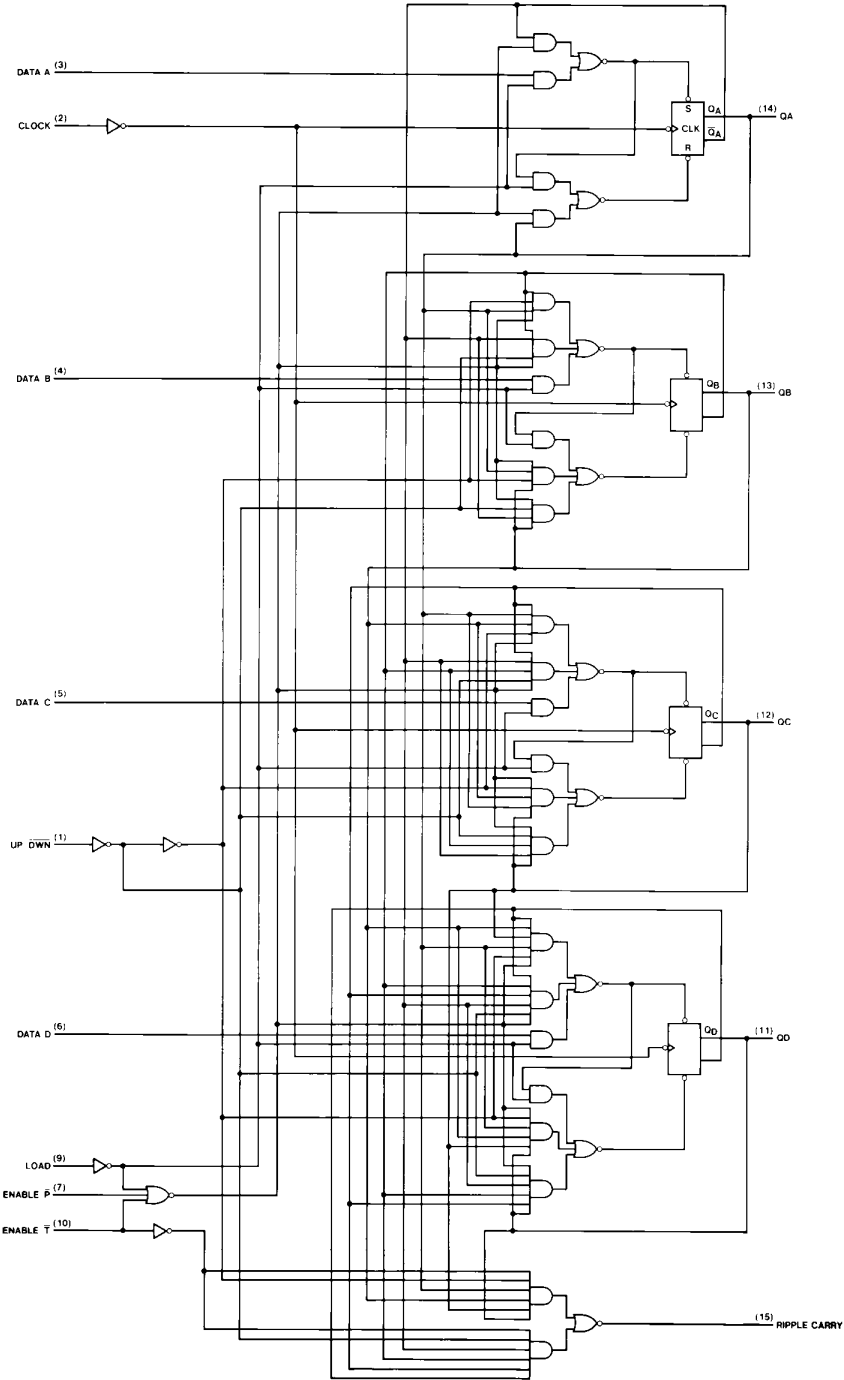 DATA A (3)
CLOCK (2)
S
CLK
R
QA
Q̅A
(14) QA
DATA B (4)
QB
(13) QB
DATA C (5)
QC
(12) QC
UP D̅W̅N̅ (1)
DATA D (6)
QD
(11) QD
LOAD (9)
ENABLE P̅ (7)
ENABLE T̅ (10)
(15) RIPPLE CARRY